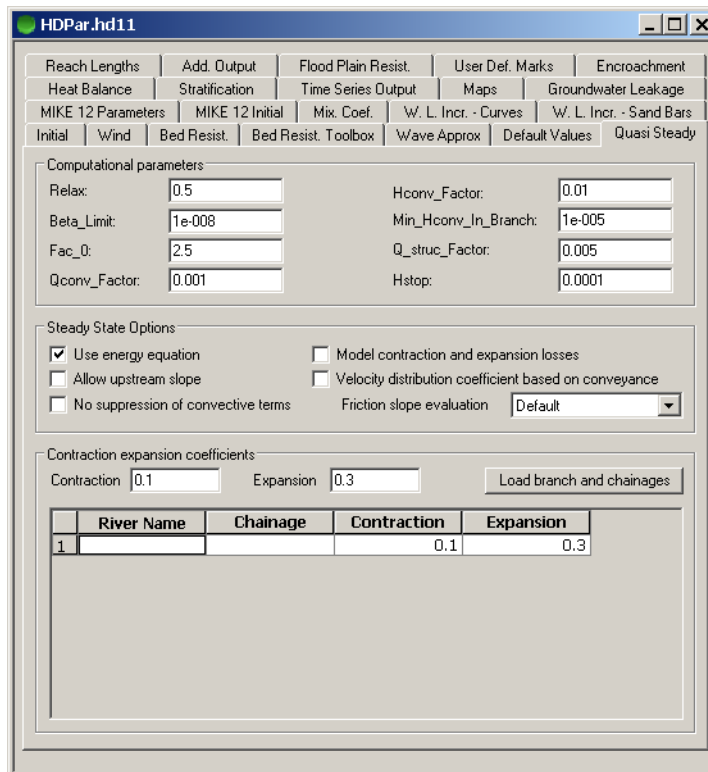 HDPar.hd11
Reach Lengths Add. Output Flood Plain Resist. User Def. Marks Encroachment
Heat Balance Stratification Time Series Output Maps Groundwater Leakage
MIKE 12 Parameters MIKE 12 Initial Mix. Coef. W. L. Incr. - Curves W. L. Incr. - Sand Bars
Initial Wind Bed Resist. Bed Resist. Toolbox Wave Approx Default Values Quasi Steady
Computational parameters
Relax: 0.5 Hconv_Factor: 0.01
Beta_Limit: 1e-008 Min_Hconv_In_Branch: 1e-005
Fac_0: 2.5 Q_struc_Factor: 0.005
Qconv_Factor: 0.001 Hstop: 0.0001
Steady State Options
Use energy equation Model contraction and expansion losses
Allow upstream slope Velocity distribution coefficient based on conveyance
No suppression of convective terms Friction slope evaluation Default
Contraction expansion coefficients
Contraction 0.1 Expansion 0.3 Load branch and chainages
River Name Chainage Contraction Expansion
1 0.1 0.3